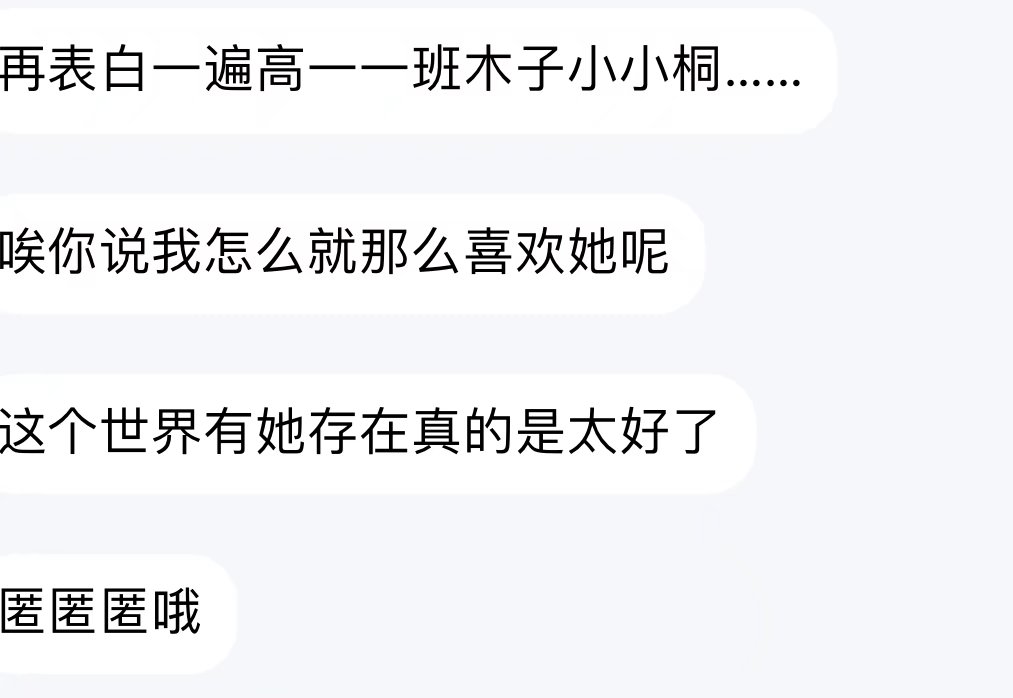 再表白一遍高一一班木子小小桐……
唉你说我怎么就那么喜欢她呢
这个世界有她存在真的是太好了
匿匿匿哦